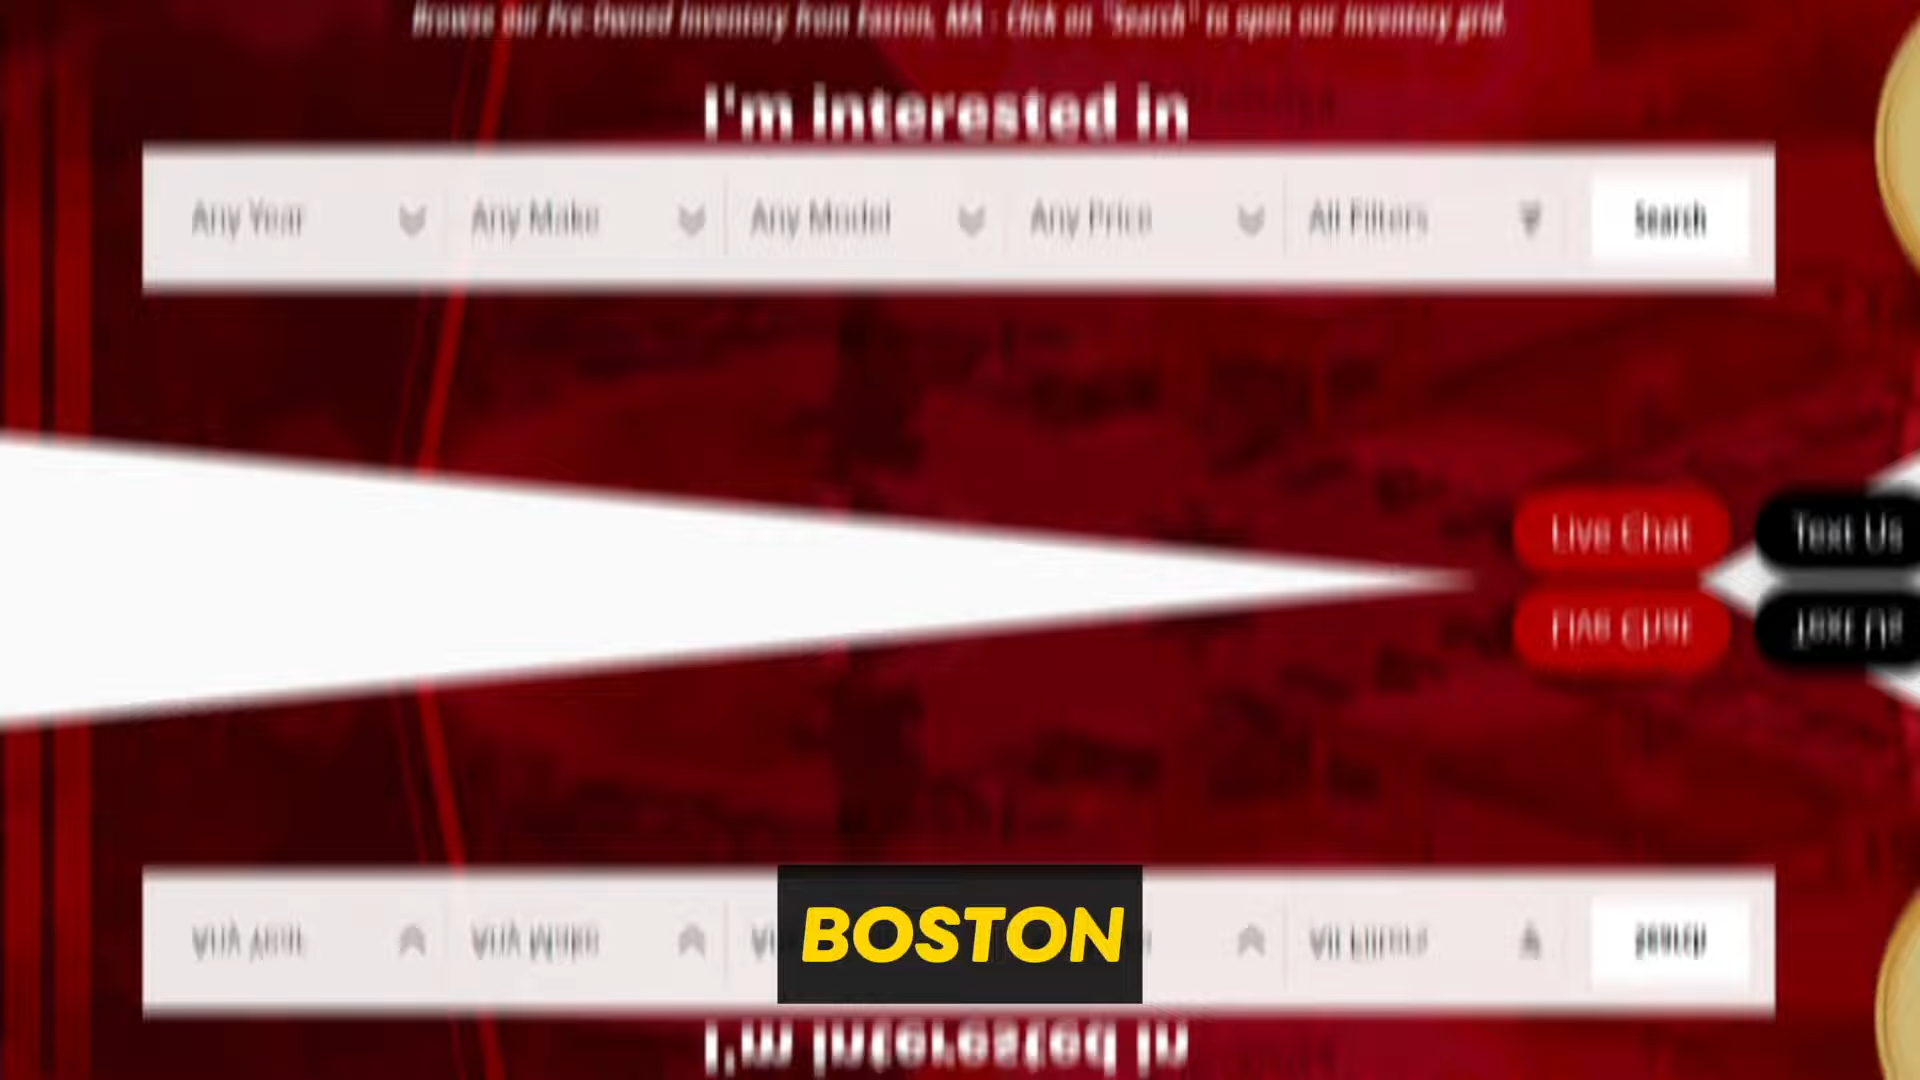 Browse our Pre-Owned Inventory from Easton, MA - Click on "Search" to open our inventory grid.
I'm interested in
Any Year Any Make Any Model Any Price All Filters Search
Live Chat Text Us
BOSTON